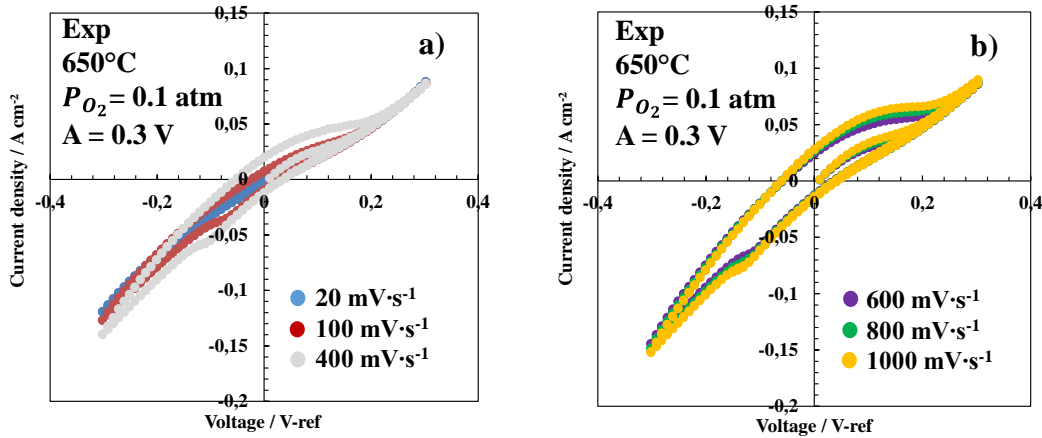 Exp
650°C
P_{O_2} = 0.1 atm
A = 0.3 V
a)
Current density / A cm⁻²
0,15
0,1
0,05
0
-0,05
-0,1
-0,15
-0,2
-0,4
-0,2
0
0,2
0,4
20 mV·s⁻¹
100 mV·s⁻¹
400 mV·s⁻¹
Voltage / V-ref
Exp
650°C
P_{O_2} = 0.1 atm
A = 0.3 V
b)
Current density / A cm⁻²
0,15
0,1
0,05
0
-0,05
-0,1
-0,15
-0,2
-0,4
-0,2
0
0,2
0,4
600 mV·s⁻¹
800 mV·s⁻¹
1000 mV·s⁻¹
Voltage / V-ref